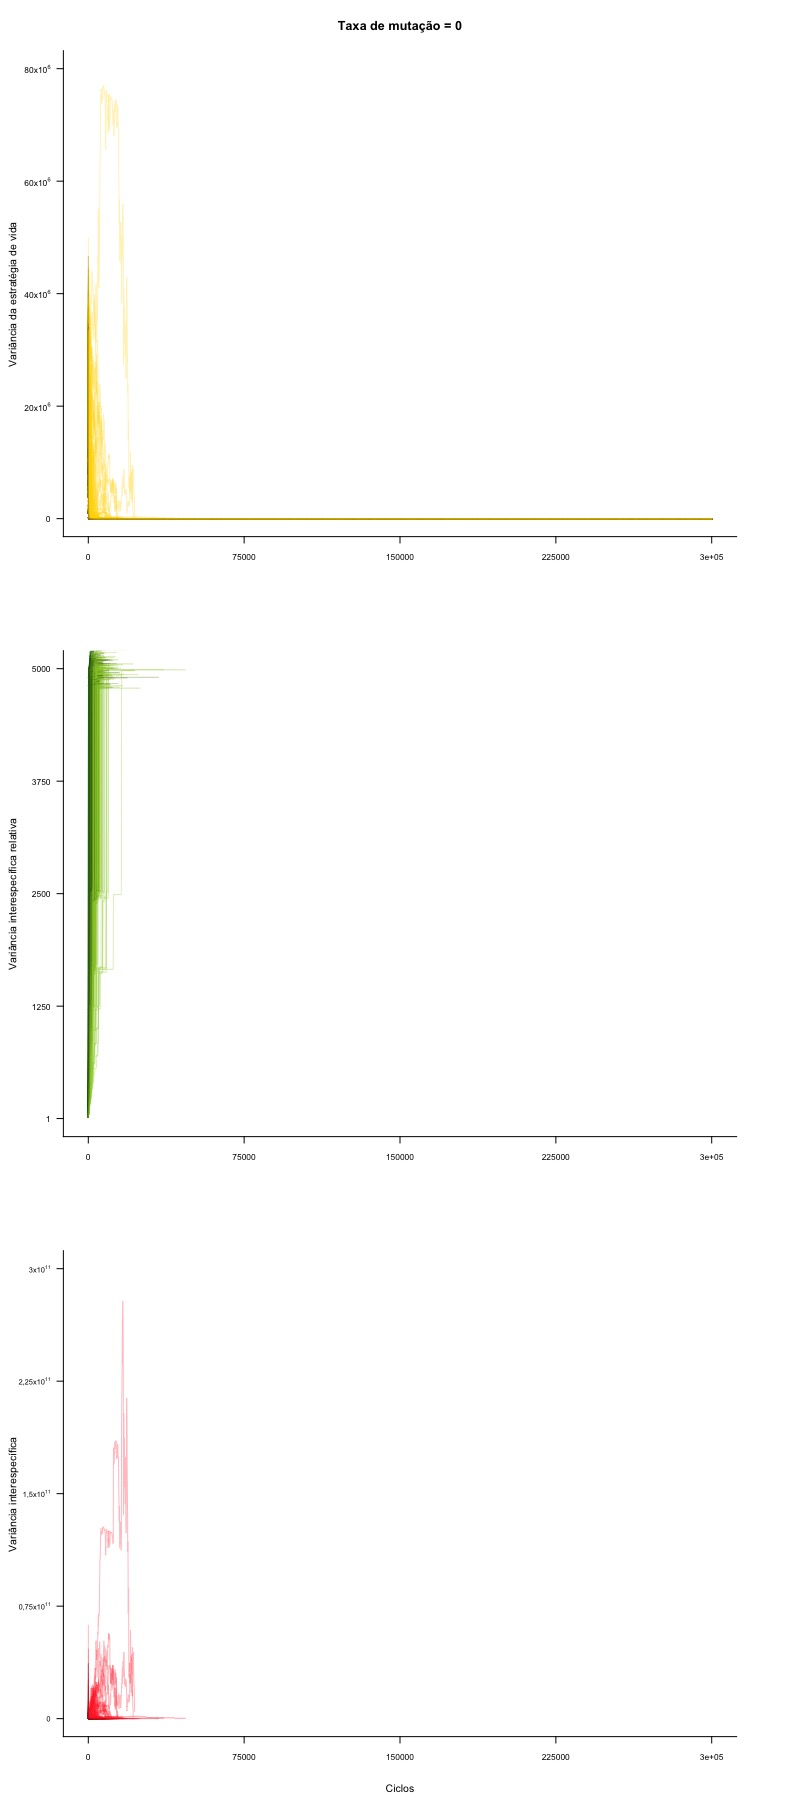 Taxa de mutação = 0
80x10⁶
60x10⁶
40x10⁶
20x10⁶
0
Variância da estratégia de vida
0 75000 150000 225000 3e+05
5000
3750
2500
1250
1
Variância interespecífica relativa
0 75000 150000 225000 3e+05
3x10¹¹
2,25x10¹¹
1,5x10¹¹
0,75x10¹¹
0
Variância interespecífica
0 75000 150000 225000 3e+05
Ciclos